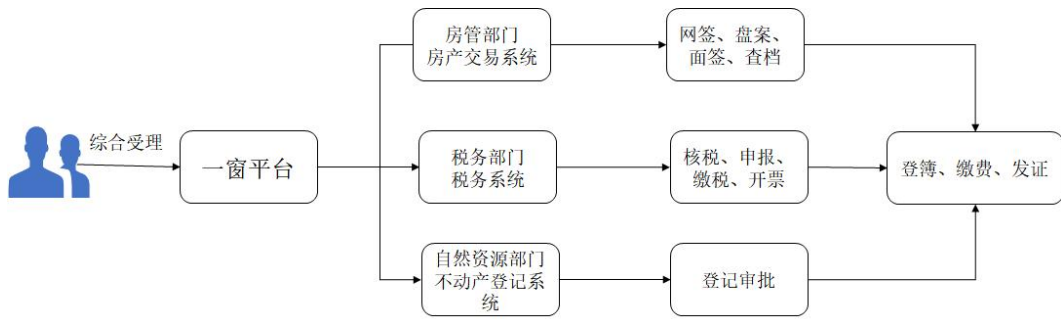 综合受理
一窗平台
房管部门
房产交易系统
网签、盘案、
面签、查档
税务部门
税务系统
核税、申报、
缴税、开票
自然资源部门
不动产登记系
统
登记审批
登簿、缴费、发证